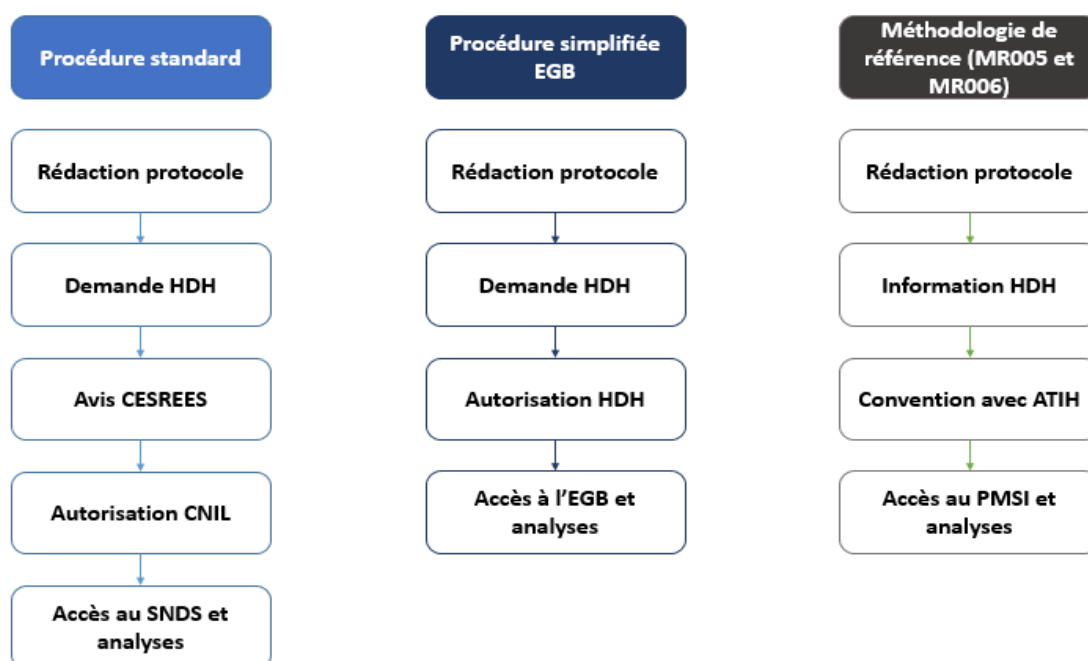 Procédure standard
Rédaction protocole
Demande HDH
Avis CESREES
Autorisation CNIL
Accès au SNDS et
analyses
Procédure simplifiée
EGB
Rédaction protocole
Demande HDH
Autorisation HDH
Accès à l’EGB et
analyses
Méthodologie de
référence (MR005 et
MR006)
Rédaction protocole
Information HDH
Convention avec ATIH
Accès au PMSI et
analyses